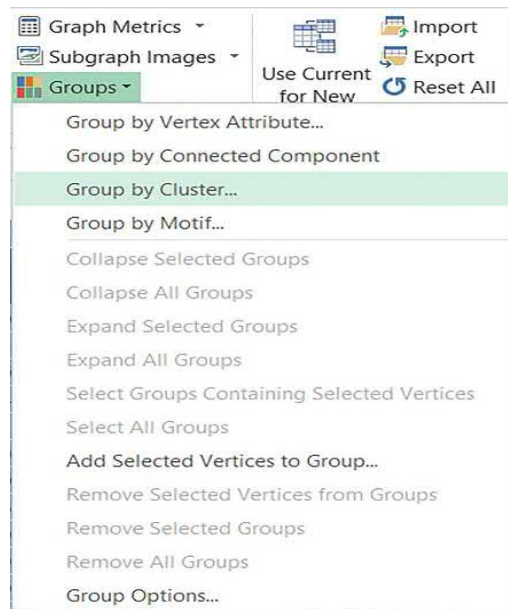 Graph Metrics
Subgraph Images
Groups
Use Current
for New
Import
Export
Reset All
Group by Vertex Attribute...
Group by Connected Component
Group by Cluster...
Group by Motif...
Collapse Selected Groups
Collapse All Groups
Expand Selected Groups
Expand All Groups
Select Groups Containing Selected Vertices
Select All Groups
Add Selected Vertices to Group...
Remove Selected Vertices from Groups
Remove Selected Groups
Remove All Groups
Group Options...